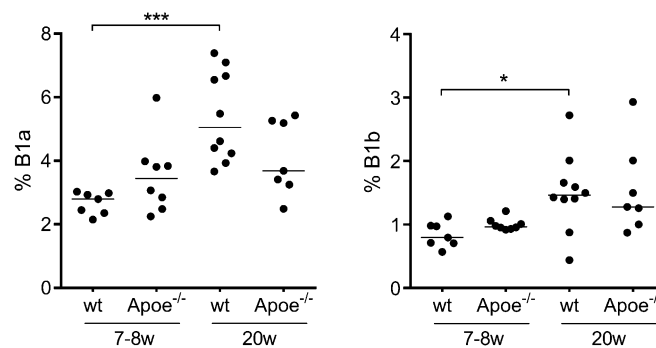 ***
8
6
4
2
0
% B1a
wt Apoe-/- wt Apoe-/-
7-8w 20w
*
4
3
2
1
0
% B1b
wt Apoe-/- wt Apoe-/
7-8w 20w